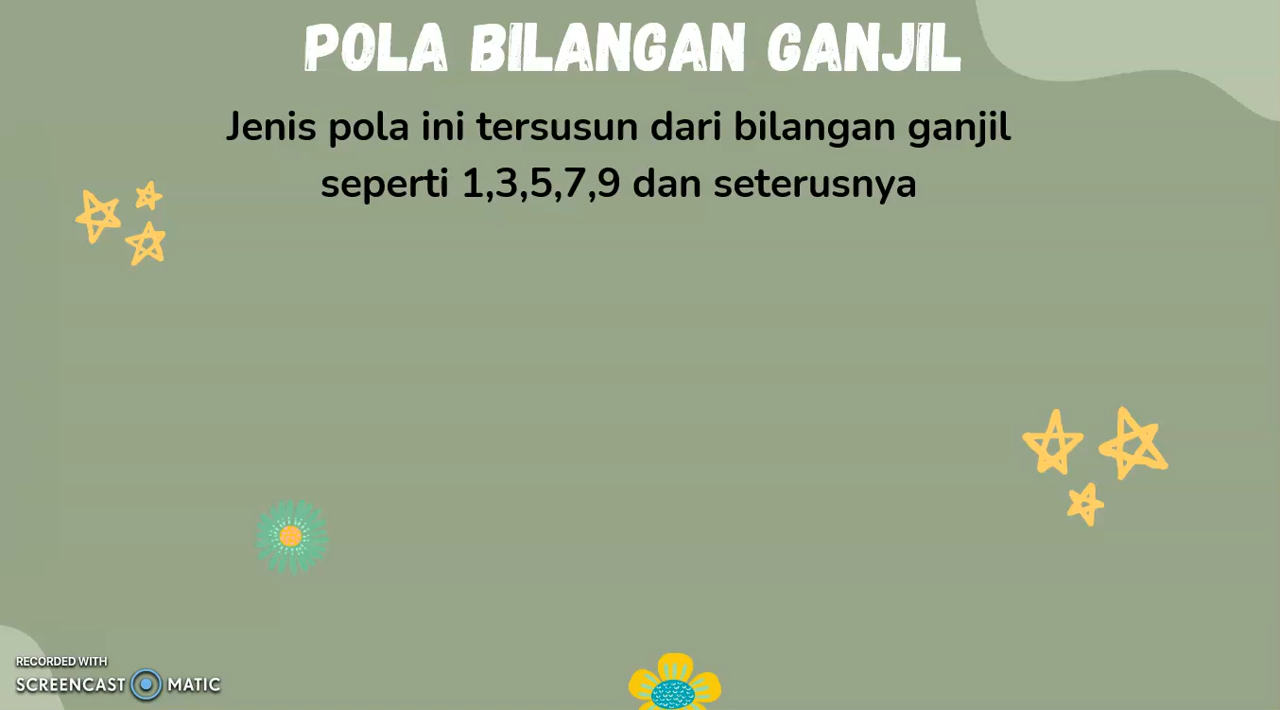 POLA BILANGAN GANJIL
Jenis pola ini tersusun dari bilangan ganjil
seperti 1,3,5,7,9 dan seterusnya
RECORDED WITH
SCREENCAST MATIC